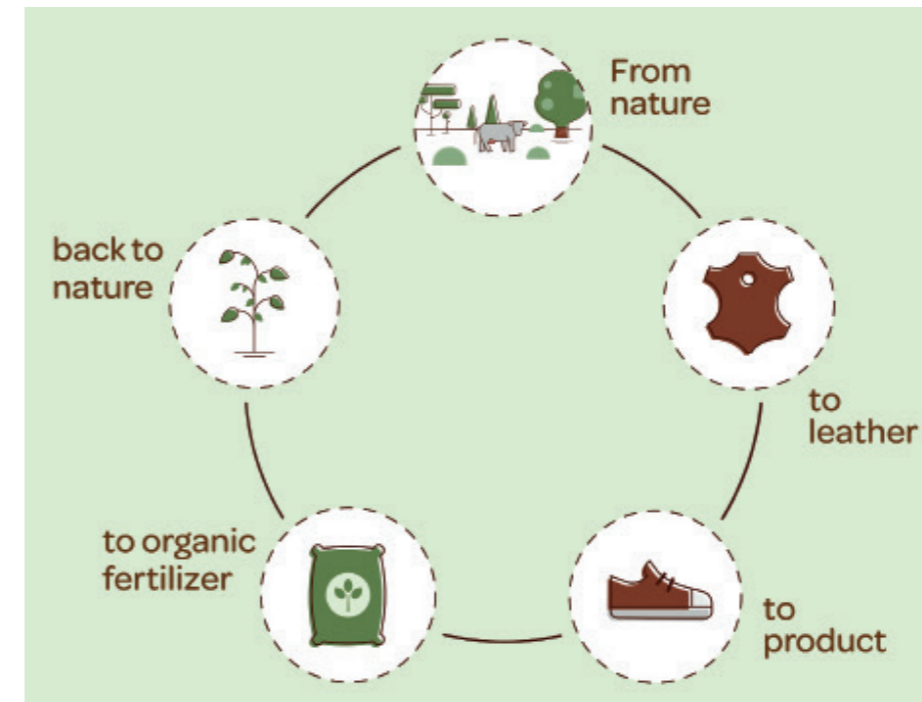 From
nature
to
leather
to
product
to organic
fertilizer
back to
nature